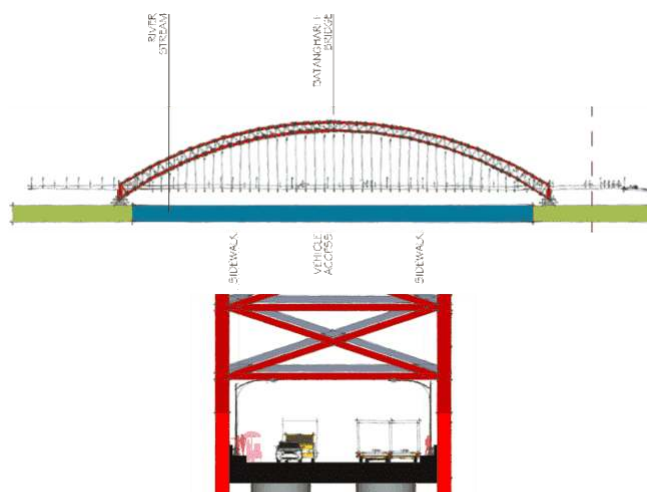 RIVER
STREAM
BATANGHARI I
BRIDGE
SIDEWALK
VEHICLE
ACCESS
SIDEWALK